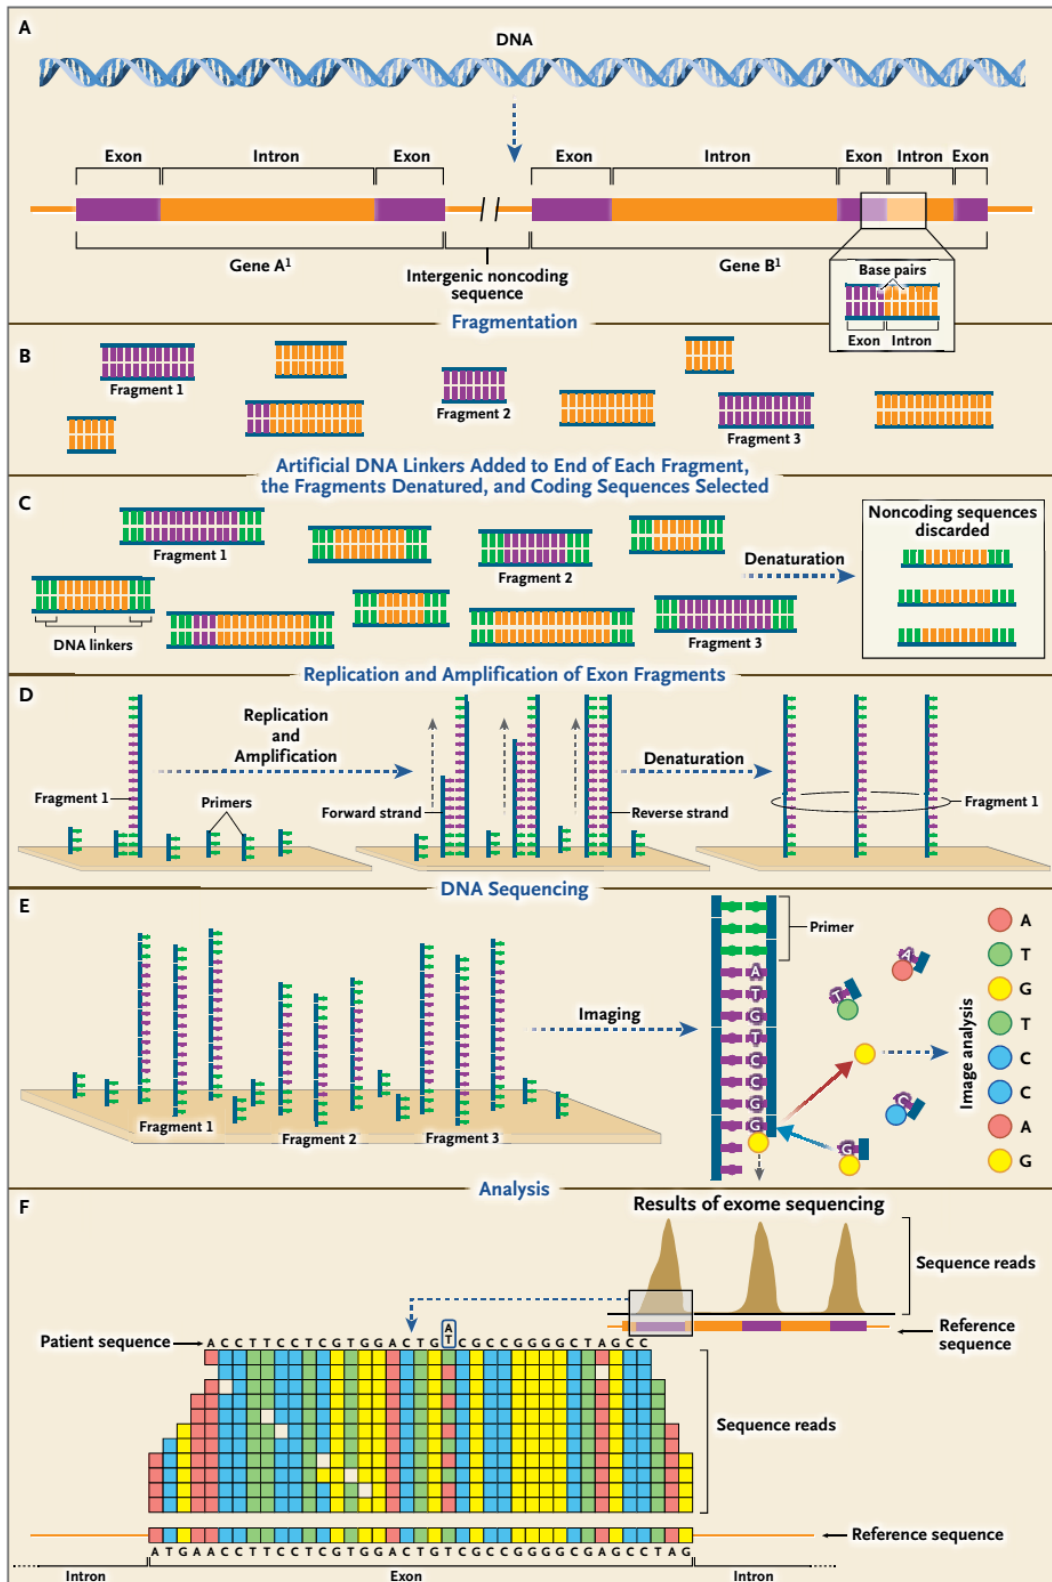 A
DNA
Exon Intron Exon Exon Intron Exon Intron Exon
Gene A1 Intergenic noncoding sequence Gene B1
Base pairs
Exon Intron
Fragmentation
B
Fragment 1
Fragment 2
Fragment 3
Artificial DNA Linkers Added to End of Each Fragment,
the Fragments Denatured, and Coding Sequences Selected
C
Fragment 1
Fragment 2
Fragment 3
DNA linkers
Denaturation
Noncoding sequences
discarded
Replication and Amplification of Exon Fragments
D
Fragment 1
Primers
Replication
and
Amplification
Forward strand
Reverse strand
Denaturation
Fragment 1
DNA Sequencing
E
Fragment 1
Fragment 2
Fragment 3
Imaging
Primer
A
T
G
T
C
C
G
G
A
T
C
G
Image analysis
A
T
G
T
C
C
A
G
Analysis
F
Results of exome sequencing
Sequence reads
Reference
sequence
A
T
Patient sequence
A C C T T C C T C G T G G A C T G C G C C G G G G C T A G C C
Sequence reads
Reference sequence
A T G A A C C T T C C T C G T G G A C T G T C G C C G G G G C G A G C C T A G
Intron Exon Intron